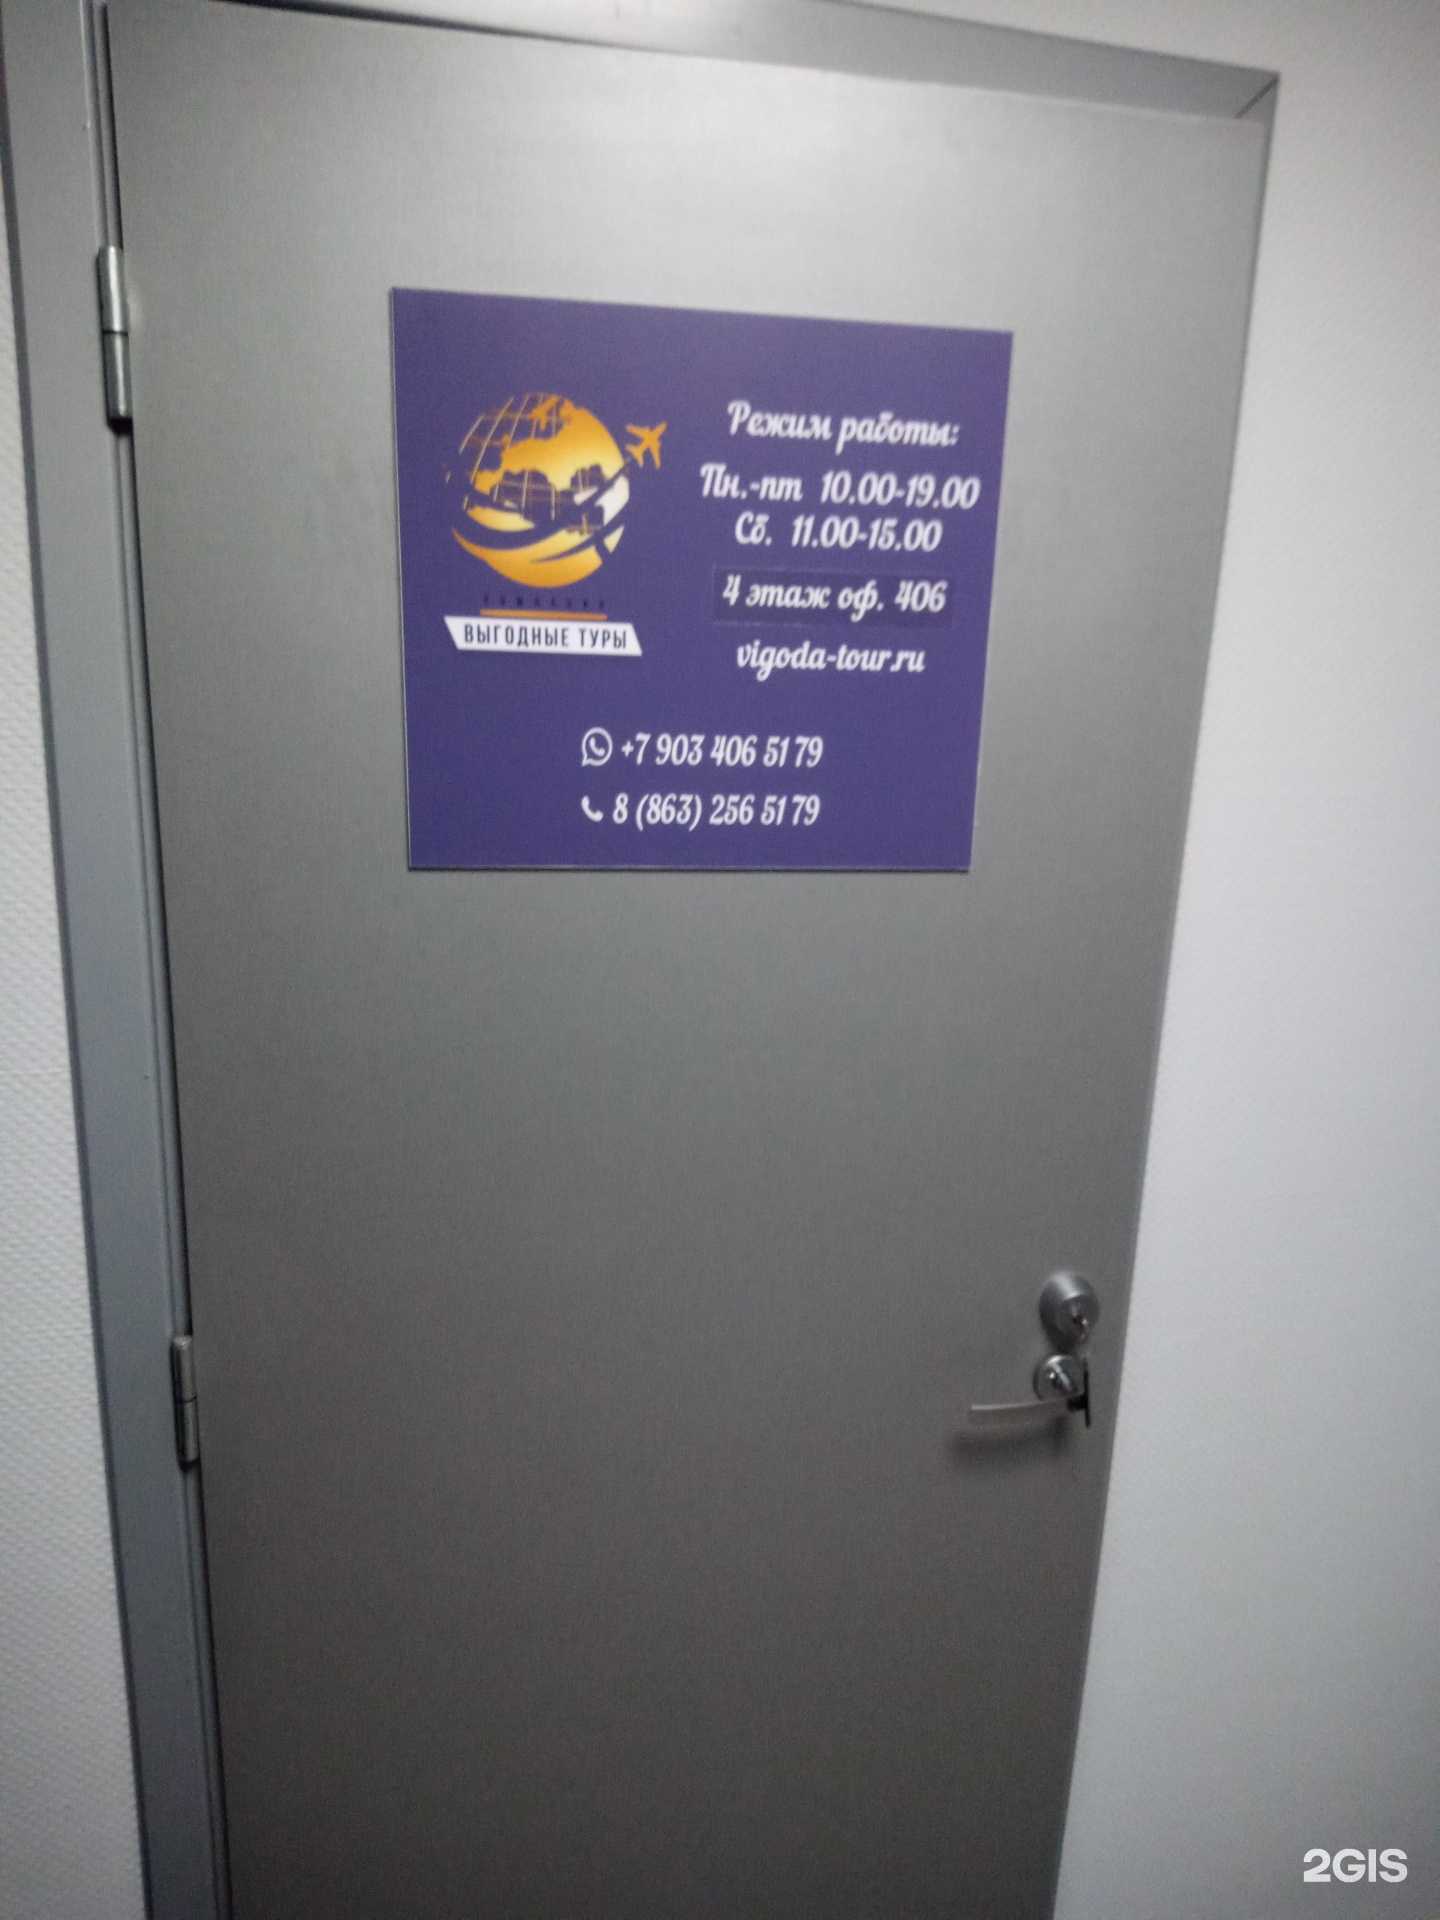 КОМПАНИЯ
ВЫГОДНЫЕ ТУРЫ
Режим работы:
Пн.-пт 10.00-19.00
Сб. 11.00-15.00
4 этаж оф. 406
vigoda-tour.ru
+7 903 406 51 79
8 (863) 256 51 79
2GIS